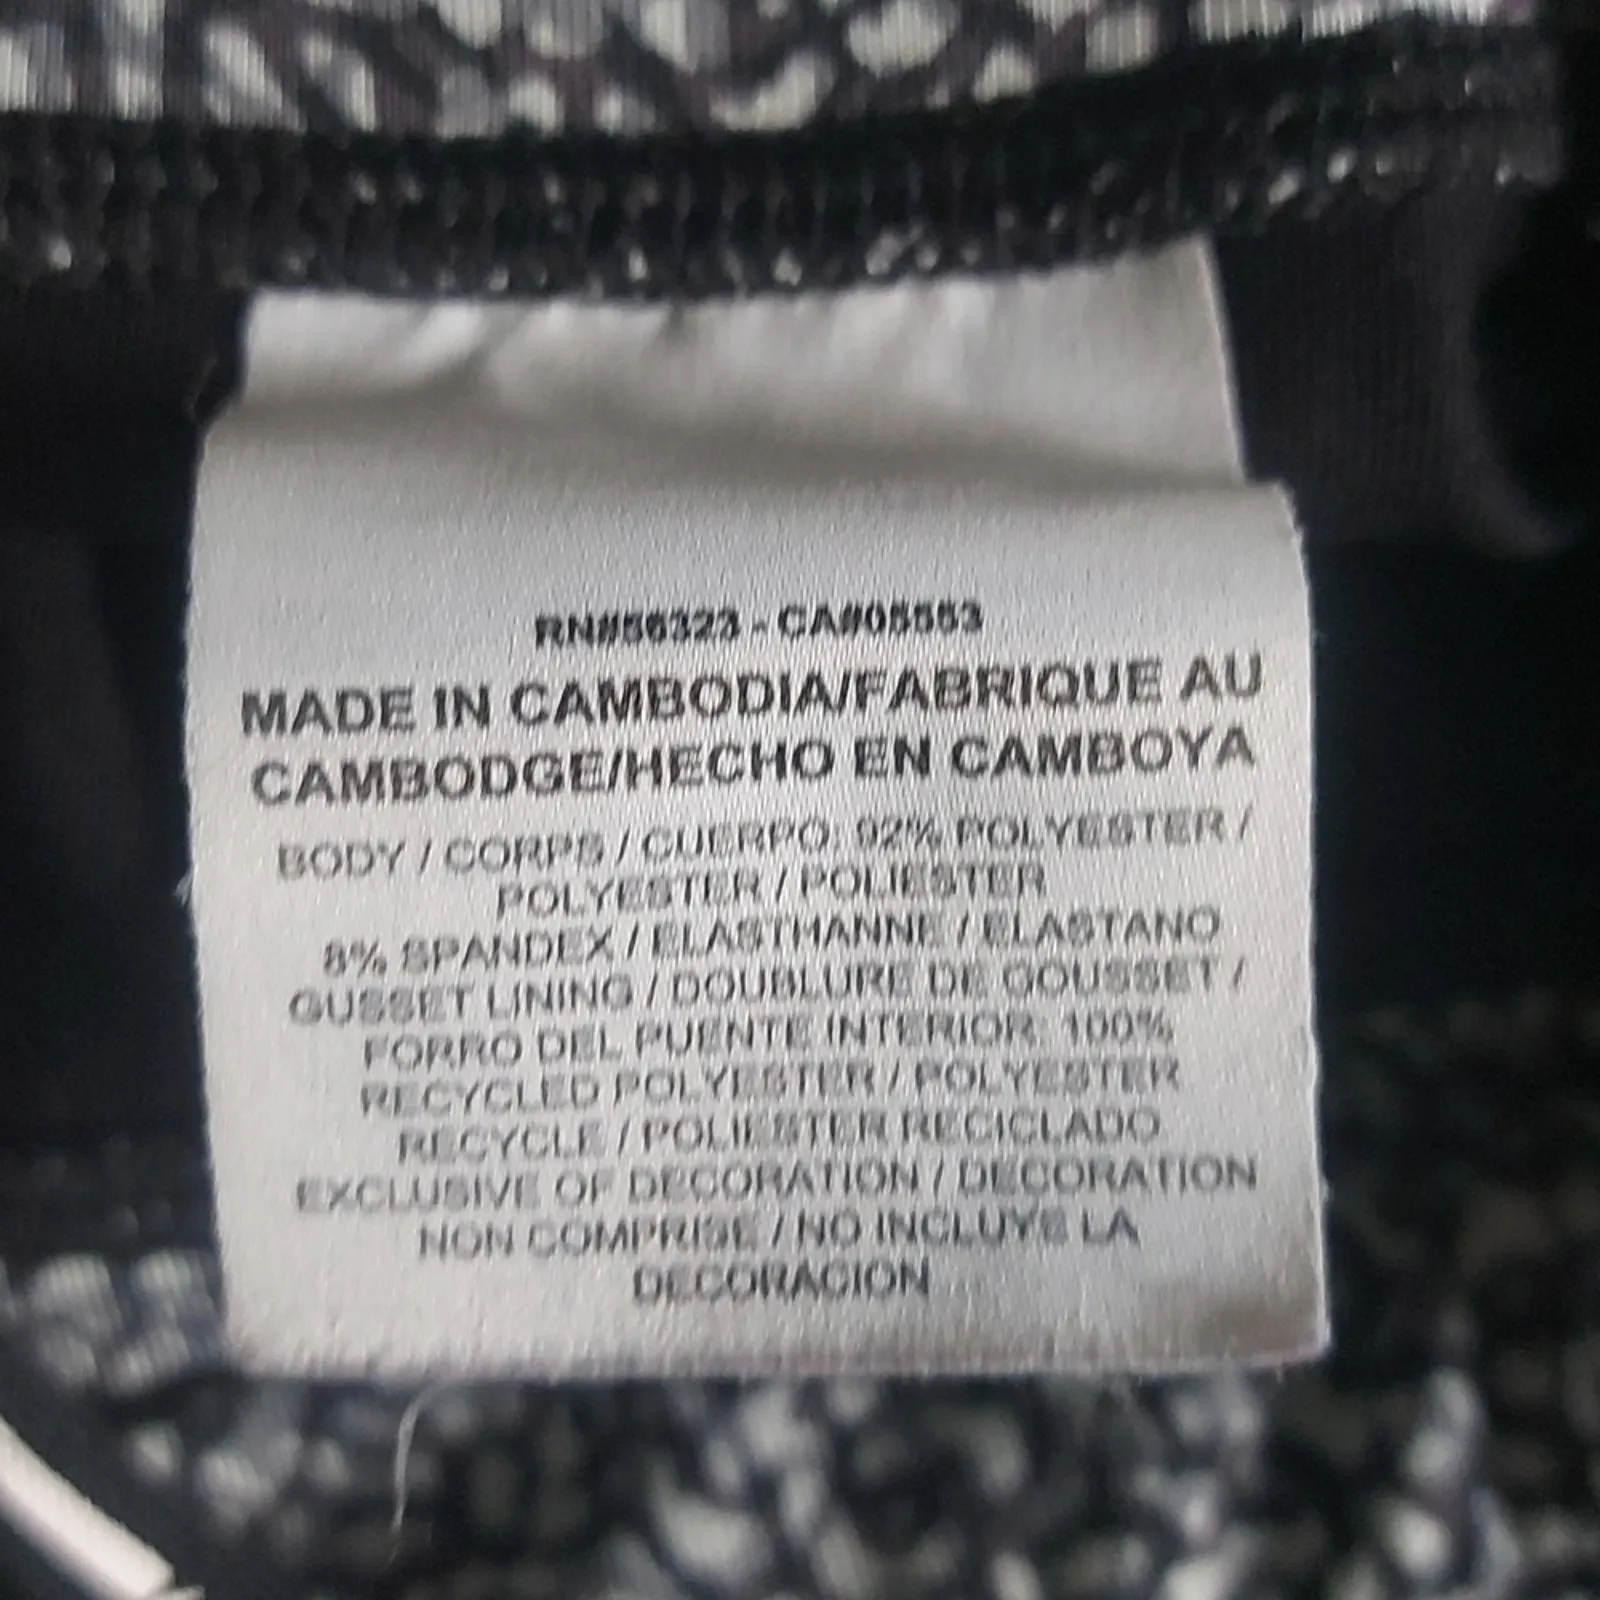 RN#56323 - CA#05553
MADE IN CAMBODIA/FABRIQUE AU
CAMBODGE/HECHO EN CAMBOYA
BODY / CORPS / CUERPO: 92% POLYESTER /
POLYESTER / POLIESTER
8% SPANDEX / ELASTHANNE / ELASTANO
GUSSET LINING / DOUBLURE DE GOUSSET /
FORRO DEL PUENTE INTERIOR: 100%
RECYCLED POLYESTER / POLYESTER
RECYCLE / POLIESTER RECICLADO
EXCLUSIVE OF DECORATION / DECORATION
NON COMPRISE / NO INCLUYE LA
DECORACION